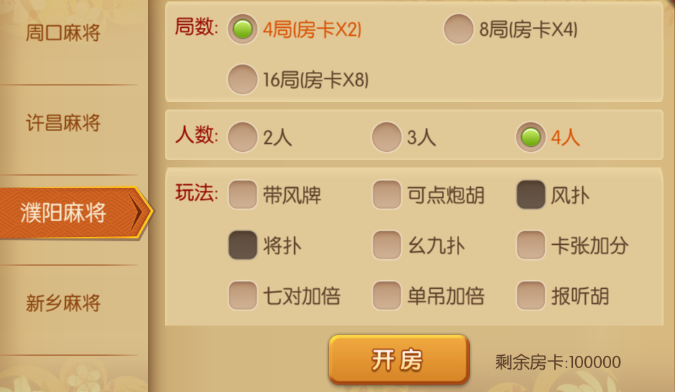 周口麻将
许昌麻将
濮阳麻将
新乡麻将
局数: 4局(房卡X2) 8局(房卡X4)
16局(房卡X8)
人数: 2人 3人 4人
玩法: 带风牌 可点炮胡 风扑
将扑 幺九扑 卡张加分
七对加倍 单吊加倍 报听胡
开房 剩余房卡:100000